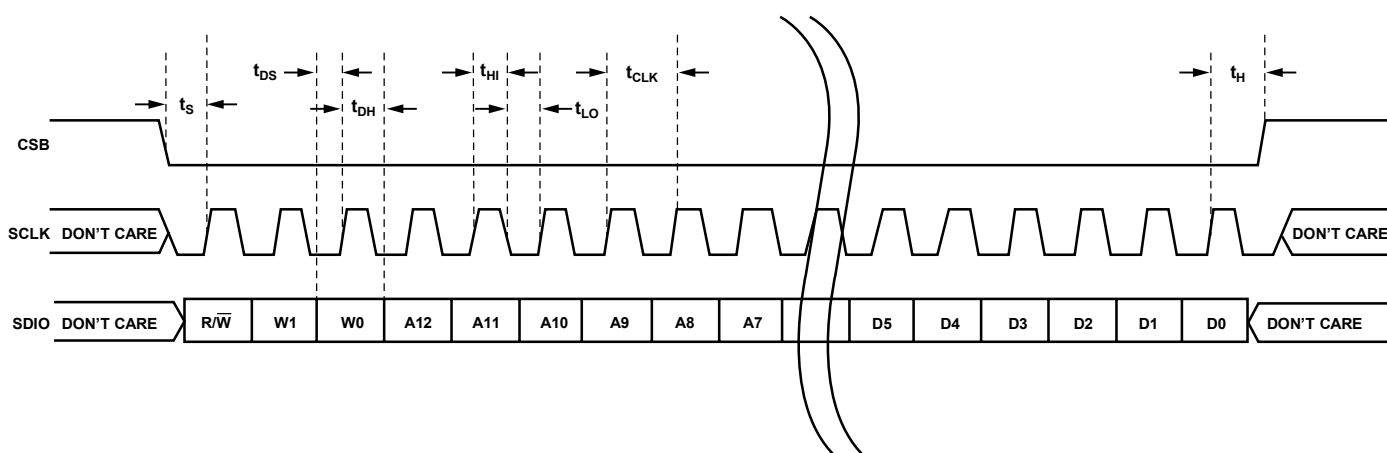 tDS
tHI
tCLK
tH
tS
tDH
tLO
CSB
SCLK DON'T CARE
DON'T CARE
SDIO DON'T CARE
R/W̅ W1 W0 A12 A11 A10 A9 A8 A7 D5 D4 D3 D2 D1 D0
DON'T CARE